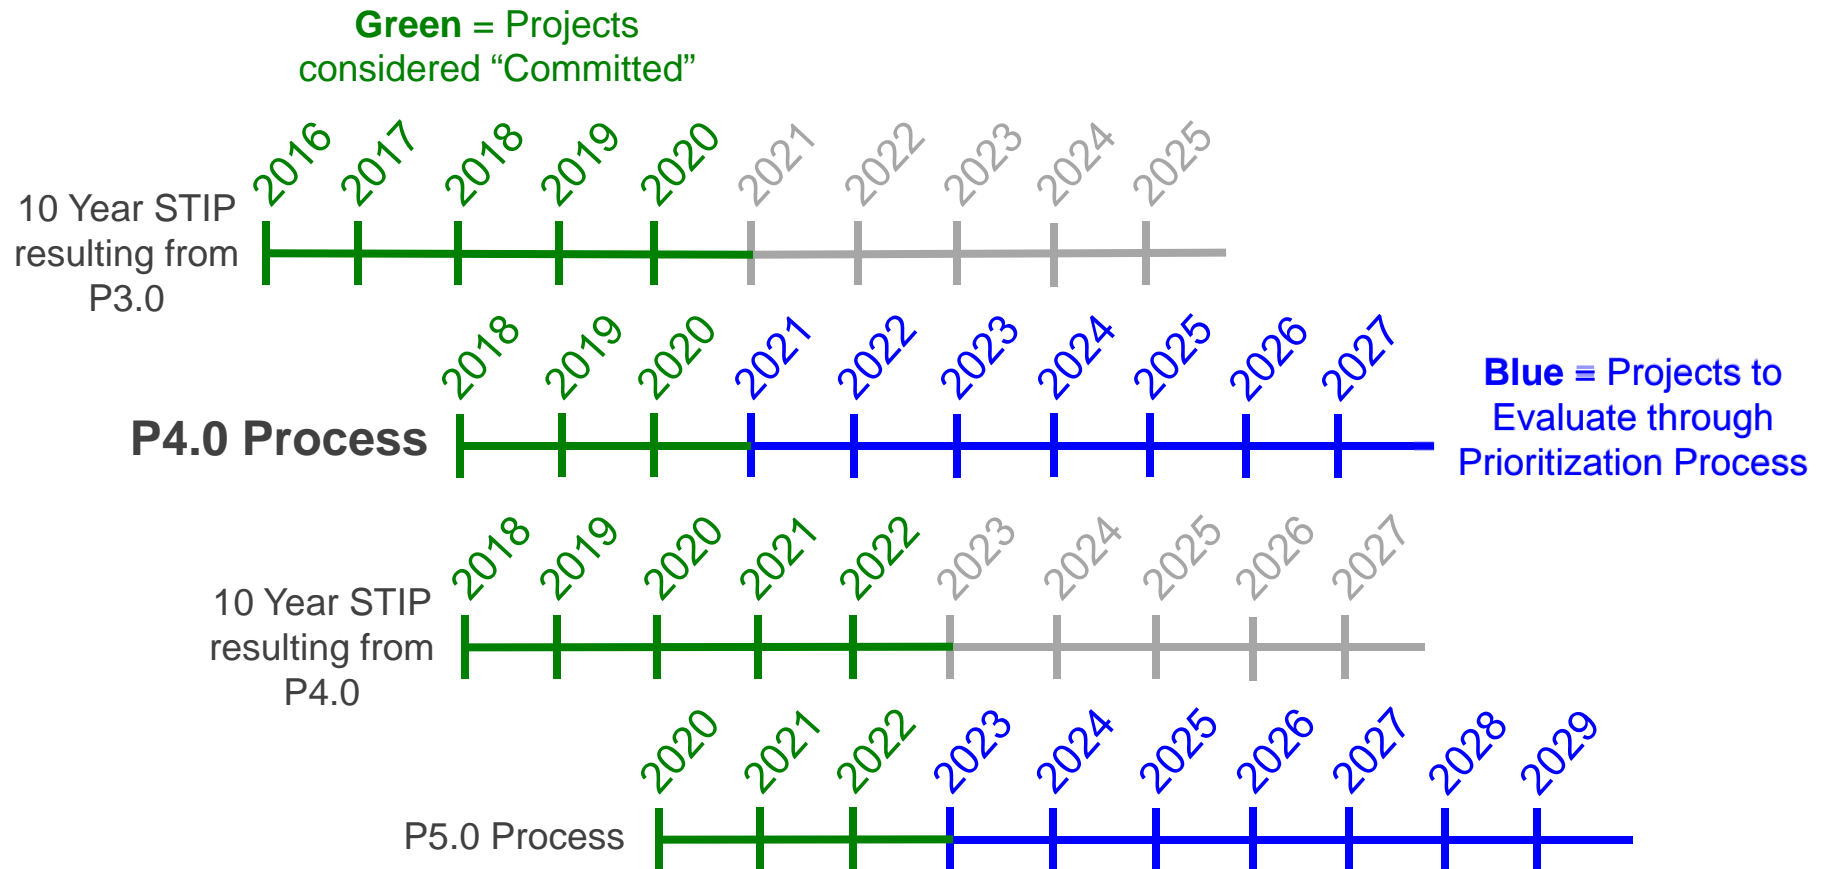 Green = Projects
considered “Committed”
2016 2017 2018 2019 2020 2021 2022 2023 2024 2025
10 Year STIP
resulting from
P3.0
2018 2019 2020 2021 2022 2023 2024 2025 2026 2027
P4.0 Process
Blue = Projects to
Evaluate through
Prioritization Process
2018 2019 2020 2021 2022 2023 2024 2025 2026 2027
10 Year STIP
resulting from
P4.0
2020 2021 2022 2023 2024 2025 2026 2027 2028 2029
P5.0 Process